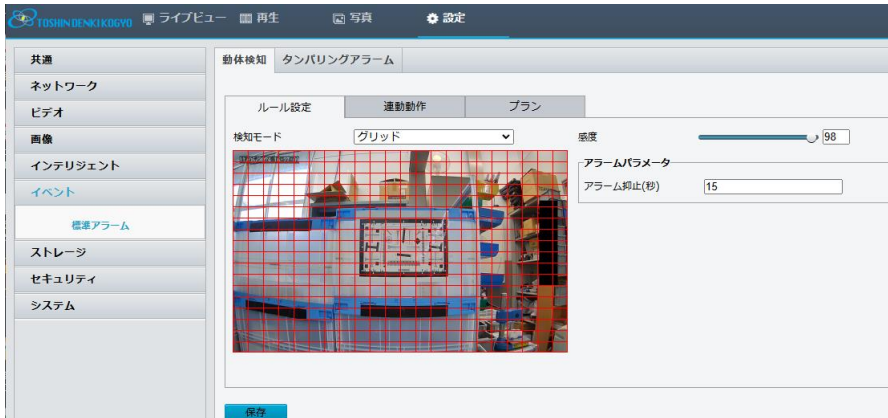 TOSHIN DENKI KOGYO ライブビュー 再生 写真 設定
共通
ネットワーク
ビデオ
画像
インテリジェント
イベント
標準アラーム
ストレージ
セキュリティ
システム
動体検知 タンパリングアラーム
ルール設定 連動動作 プラン
検知モード グリッド
感度 98
アラームパラメータ
アラーム抑止(秒) 15
保存